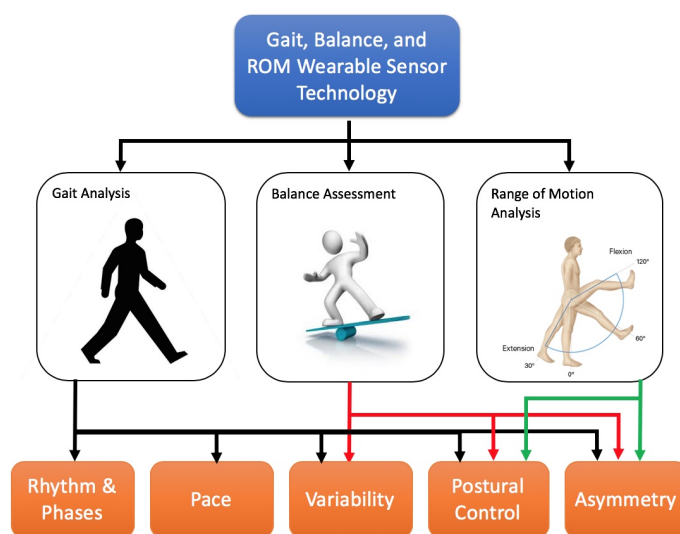 Gait, Balance, and
ROM Wearable Sensor
Technology
Gait Analysis
Balance Assessment
Range of Motion
Analysis
Flexion
120°
60°
Extension
30°
0°
Rhythm &
Phases
Pace
Variability
Postural
Control
Asymmetry